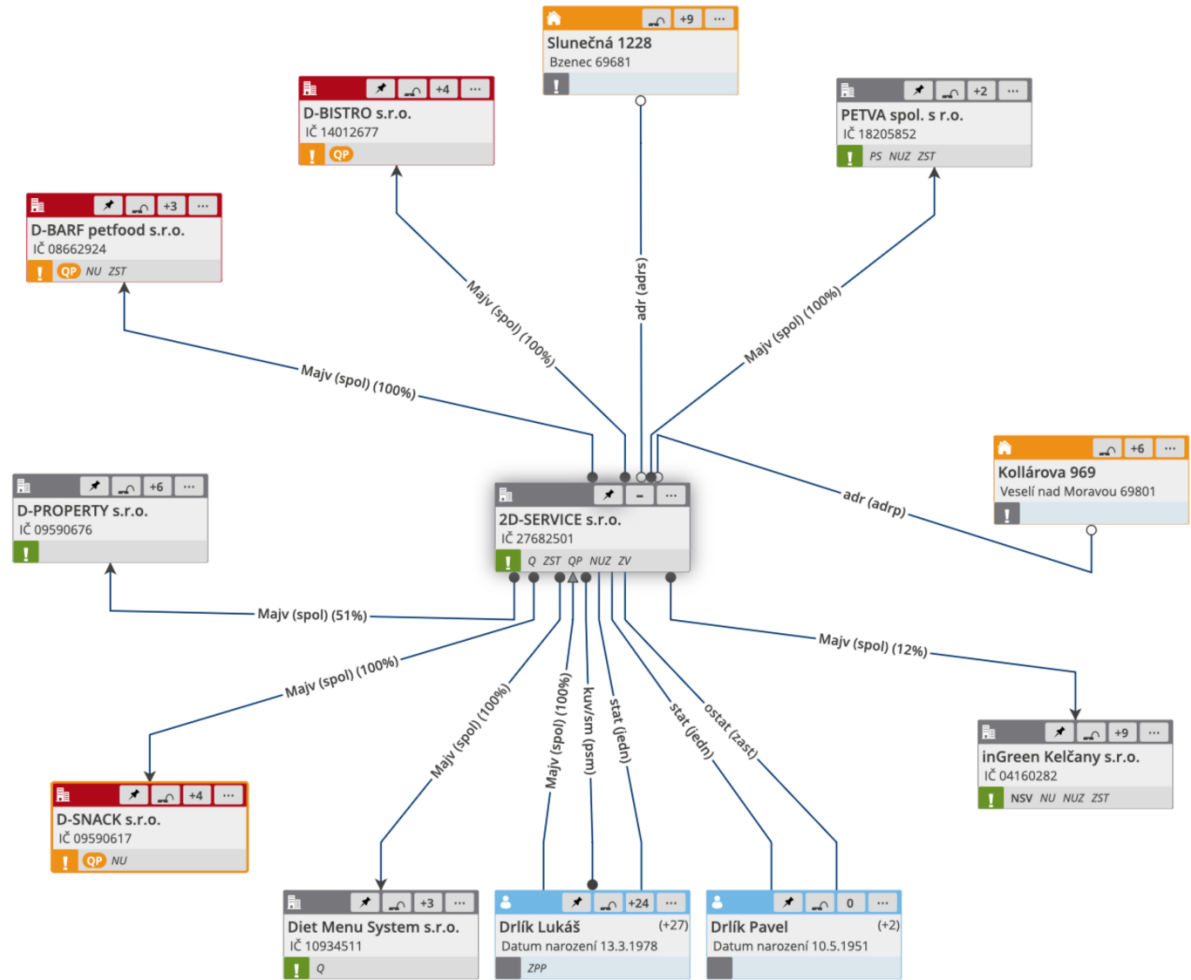 +9 ...
Slunečná 1228
Bzenec 69681
!
+4 ...
D-BISTRO s.r.o.
IČ 14012677
! QP
+2 ...
PETVA spol. s r.o.
IČ 18205852
! PS NUZ ZST
+3 ...
D-BARF petfood s.r.o.
IČ 08662924
! QP NU ZST
adr (adrs)
Majv (spol) (100%)
Majv (spol) (100%)
Majv (spol) (100%)
+6 ...
Kollárova 969
Veselí nad Moravou 69801
!
adr (adrp)
+6 ...
D-PROPERTY s.r.o.
IČ 09590676
!
– ...
2D-SERVICE s.r.o.
IČ 27682501
! Q ZST QP NUZ ZV
Majv (spol) (51%)
Majv (spol) (12%)
Majv (spol) (100%)
Majv (spol) (100%)
Majv (spol) (100%)
kuv/sm (psm)
stat (jedn)
stat (jedn)
ostat (zast)
+9 ...
inGreen Kelčany s.r.o.
IČ 04160282
! NSV NU NUZ ZST
+4 ...
D-SNACK s.r.o.
IČ 09590617
! QP NU
+3 ...
Diet Menu System s.r.o.
IČ 10934511
! Q
+24 ...
Drlík Lukáš (+27)
Datum narození 13.3.1978
ZPP
0 ...
Drlík Pavel (+2)
Datum narození 10.5.1951